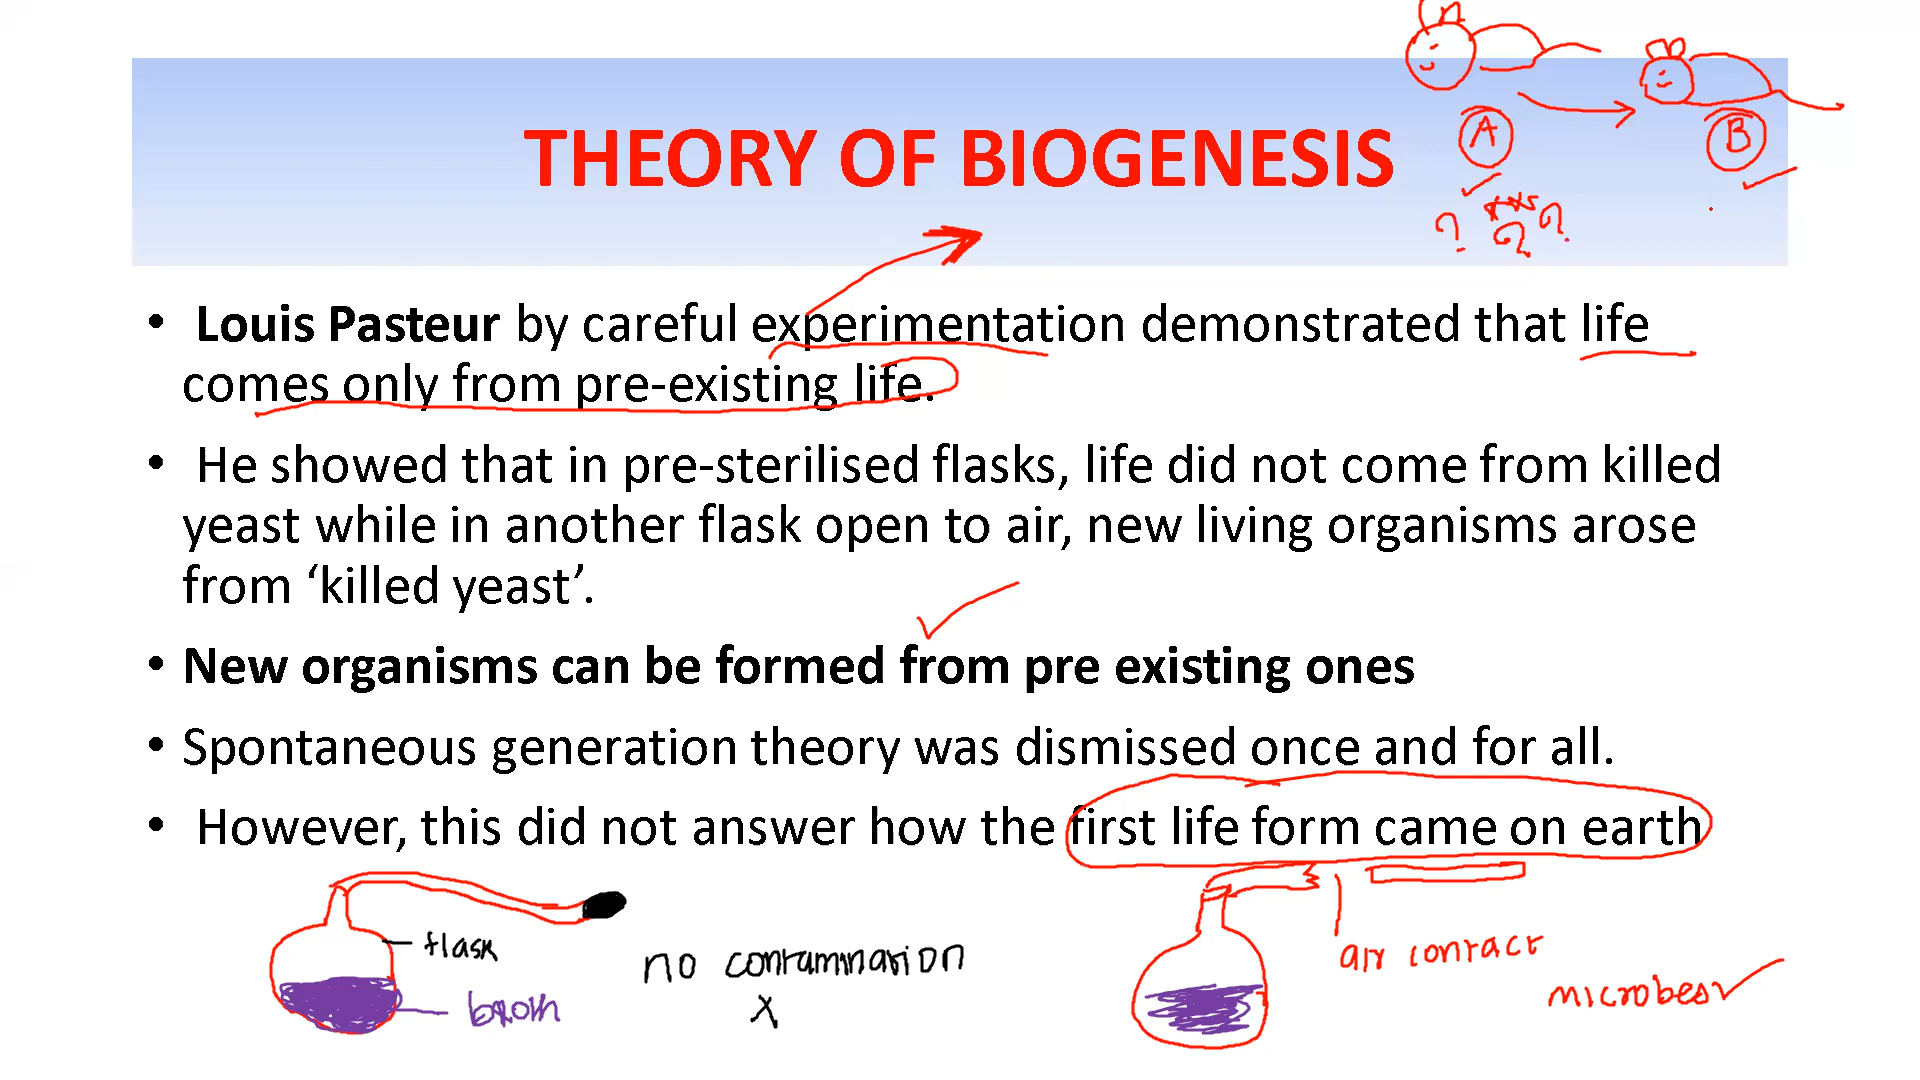 THEORY OF BIOGENESIS
A
B
? ? ?
• Louis Pasteur by careful experimentation demonstrated that life
comes only from pre-existing life.
• He showed that in pre-sterilised flasks, life did not come from killed
yeast while in another flask open to air, new living organisms arose
from ‘killed yeast’.
• New organisms can be formed from pre existing ones
• Spontaneous generation theory was dismissed once and for all.
• However, this did not answer how the first life form came on earth
flask
broth
no contamination
X
air contact
microbes